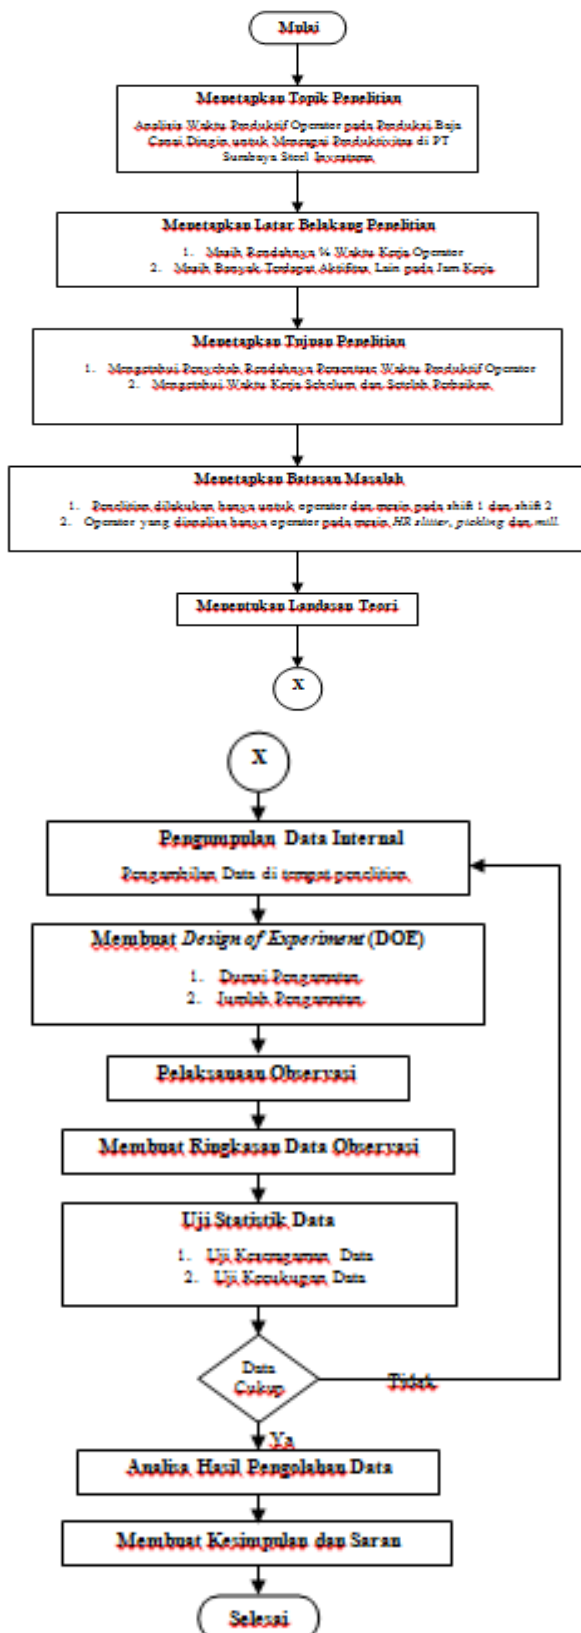 Mulai
Menetapkan Topik Penelitian
Analisis Waktu Produktif Operator pada Produksi Baja
Canai Dingin untuk Mencapai Produktivitas di PT
Surabaya Steel Investama
Menetapkan Latar Belakang Penelitian
1. Masih Rendahnya % Waktu Kerja Operator
2. Masih Banyak Terdapat Aktifitas Lain pada Jam Kerja
Menetapkan Tujuan Penelitian
1. Mengetahui Penyebab Rendahnya Persentase Waktu Produktif Operator
2. Mengetahui Waktu Kerja Sebelum dan Setelah Perbaikan
Menetapkan Batasan Masalah
1. Penelitian dilakukan hanya untuk operator dan mesin pada shift 1 dan shift 2
2. Operator yang dianalisa hanya operator pada mesin HR slitter, pickling dan mill.
Menentukan Landasan Teori
X
X
Pengumpulan Data Internal
Pengambilan Data di tempat penelitian
Membuat Design of Experiment (DOE)
1. Durasi Pengamatan
2. Jumlah Pengamatan
Pelaksanaan Observasi
Membuat Ringkasan Data Observasi
Uji Statistik Data
1. Uji Keseragaman Data
2. Uji Kecukupan Data
Data
Cukup
Tidak
Ya
Analisa Hasil Pengolahan Data
Membuat Kesimpulan dan Saran
Selesai